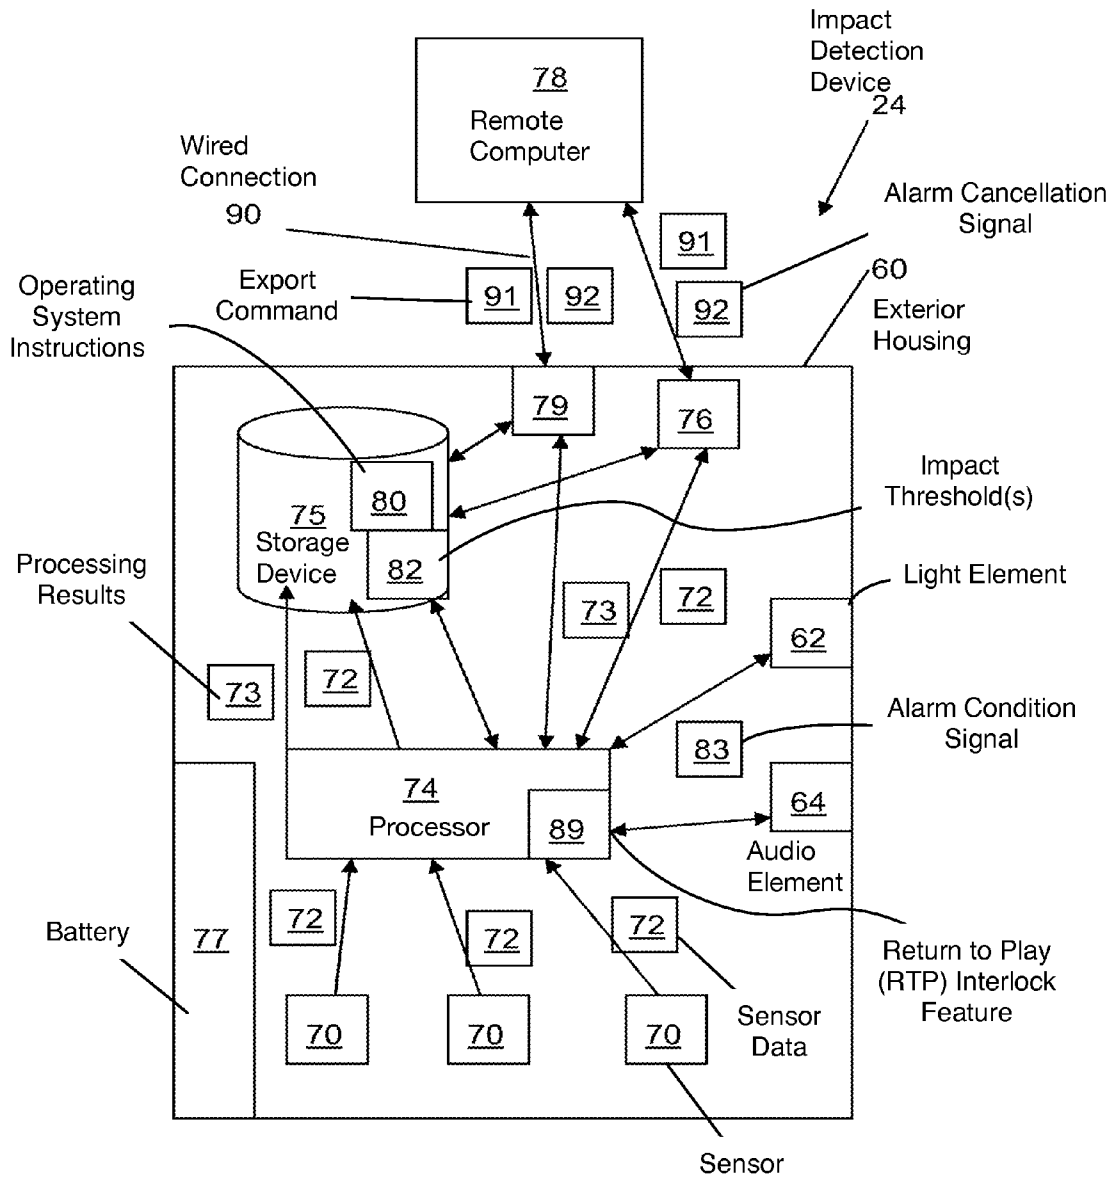 Impact
Detection
Device
24
78
Remote
Computer
Wired
Connection
90
Alarm Cancellation
Signal
91
Export
Command
91
92
92
60
Exterior
Housing
Operating
System
Instructions
79
76
80
75
Storage
Device
82
Impact
Threshold(s)
Processing
Results
73
72
Light Element
62
72
73
Alarm Condition
Signal
83
74
Processor
89
64
Audio
Element
72
72
72
Battery
77
Return to Play
(RTP) Interlock
Feature
70
70
70
Sensor
Data
Sensor